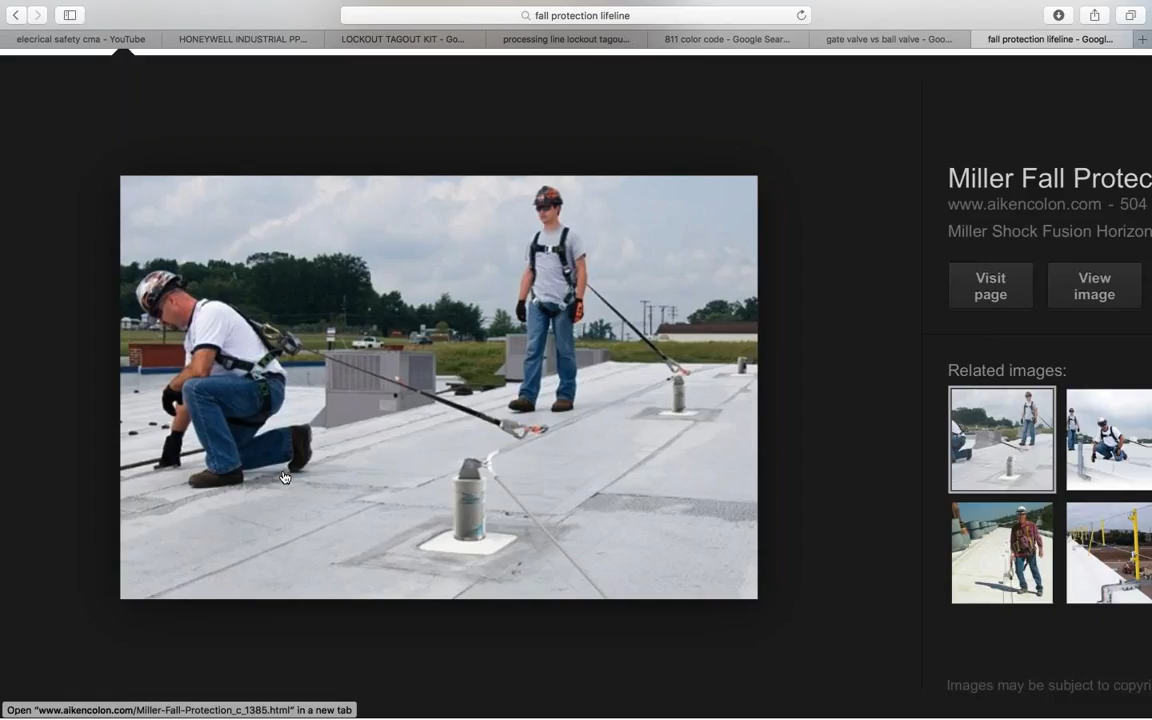 fall protection lifeline
elecrical safety cma - YouTube
HONEYWELL INDUSTRIAL PP...
LOCKOUT TAGOUT KIT - Go...
processing line lockout tagou...
811 color code - Google Sear...
gate valve vs ball valve - Goo...
fall protection lifeline - Googl...
Miller Fall Protec
www.aikencolon.com - 504
Miller Shock Fusion Horizon
Visit
page
View
image
Related images:
Images may be subject to copyri
Open “www.aikencolon.com/Miller-Fall-Protection_c_1385.html” in a new tab